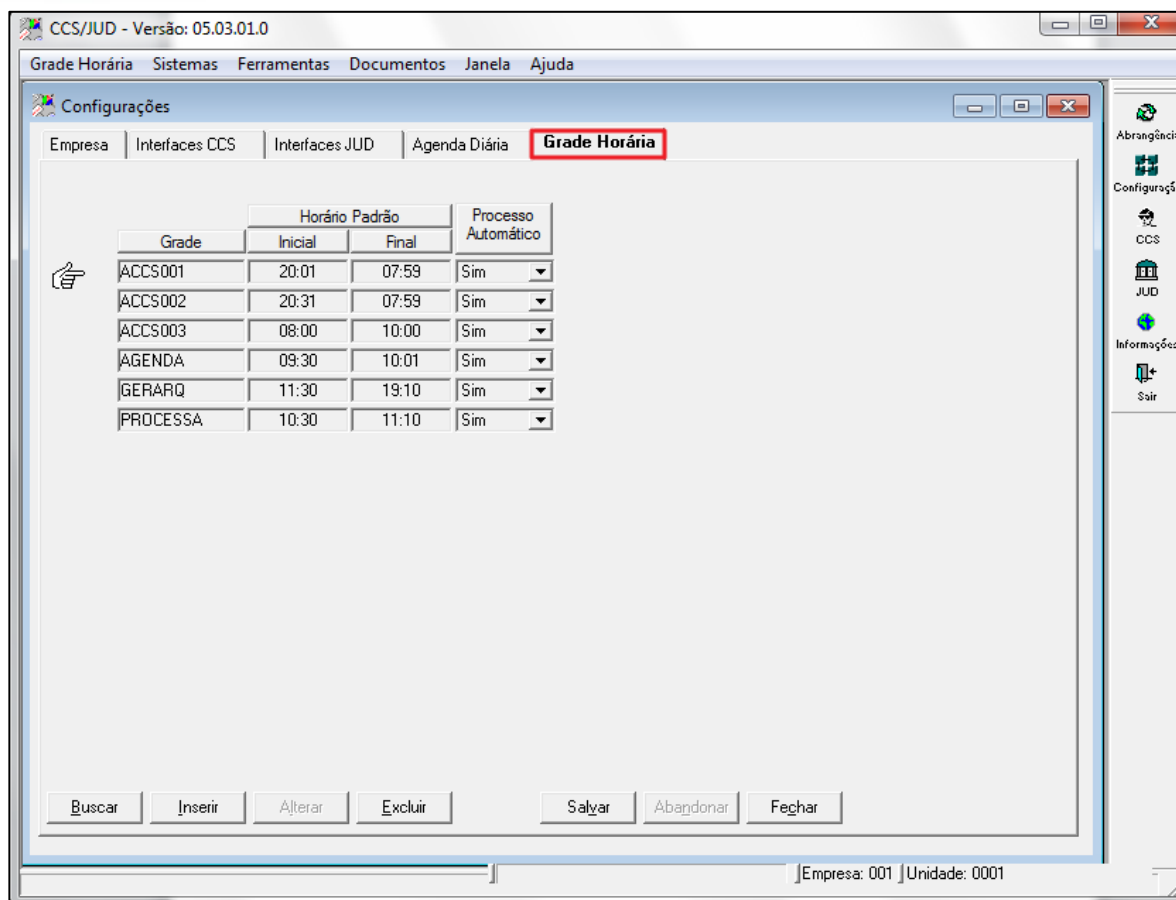 CCS/JUD - Versão: 05.03.01.0
Grade Horária Sistemas Ferramentas Documentos Janela Ajuda
Configurações
Empresa Interfaces CCS Interfaces JUD Agenda Diária Grade Horária
Horário Padrão Processo Automático
Grade Inicial Final
ACCS001 20:01 07:59 Sim
ACCS002 20:31 07:59 Sim
ACCS003 08:00 10:00 Sim
AGENDA 09:30 10:01 Sim
GERARQ 11:30 19:10 Sim
PROCESSA 10:30 11:10 Sim
Buscar Inserir Alterar Excluir Salvar Abandonar Fechar
Abrangênci
Configuraçõ
CCS
JUD
Informações
Sair
Empresa: 001 Unidade: 0001